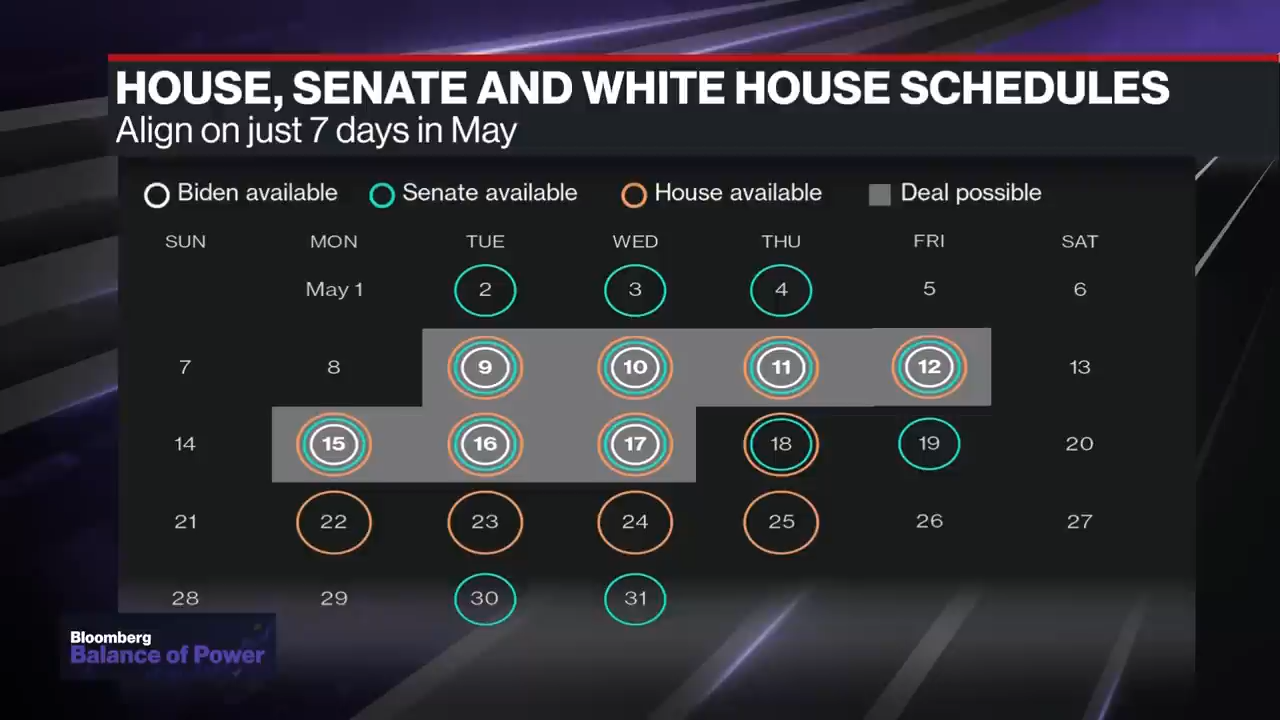 HOUSE, SENATE AND WHITE HOUSE SCHEDULES
Align on just 7 days in May
Biden available Senate available House available Deal possible
SUN MON TUE WED THU FRI SAT
May 1 2 3 4 5 6
7 8 9 10 11 12 13
14 15 16 17 18 19 20
21 22 23 24 25 26 27
28 29 30 31
Bloomberg
Balance of Power